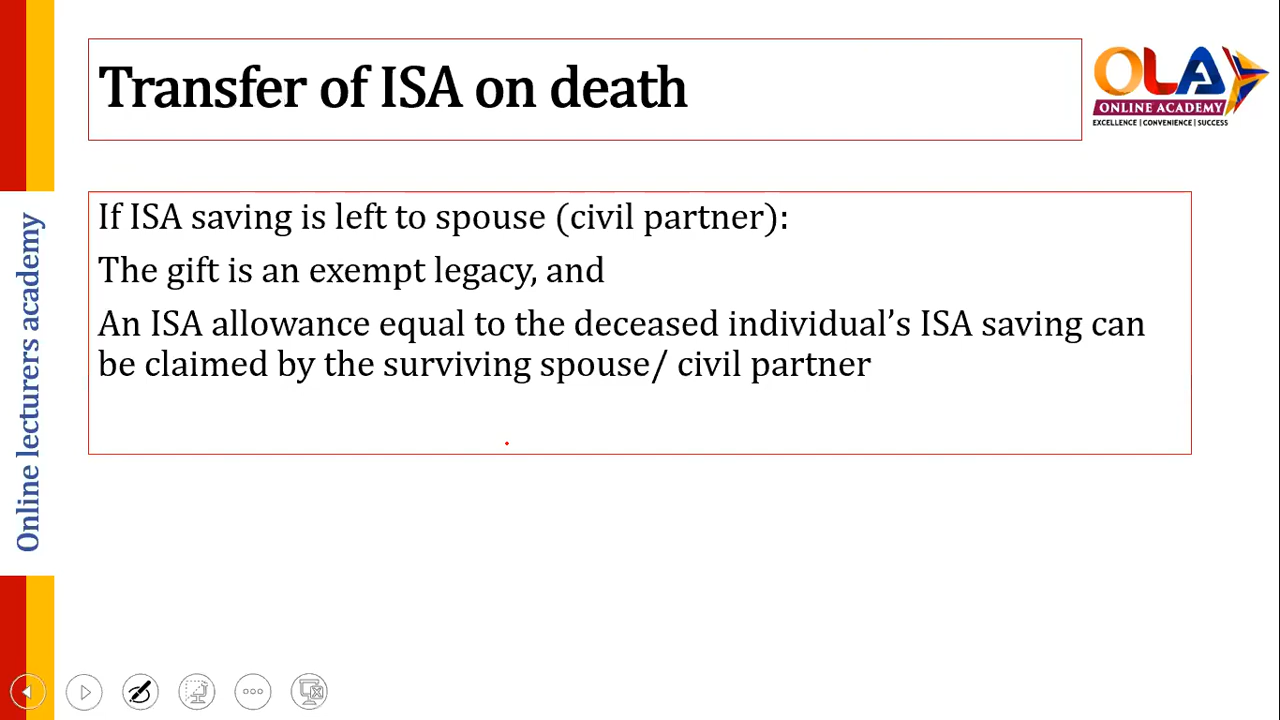 Transfer of ISA on death
OLA
ONLINE ACADEMY
EXCELLENCE | CONVENIENCE | SUCCESS
If ISA saving is left to spouse (civil partner):
The gift is an exempt legacy, and
An ISA allowance equal to the deceased individual’s ISA saving can
be claimed by the surviving spouse/ civil partner
Online lecturers academy